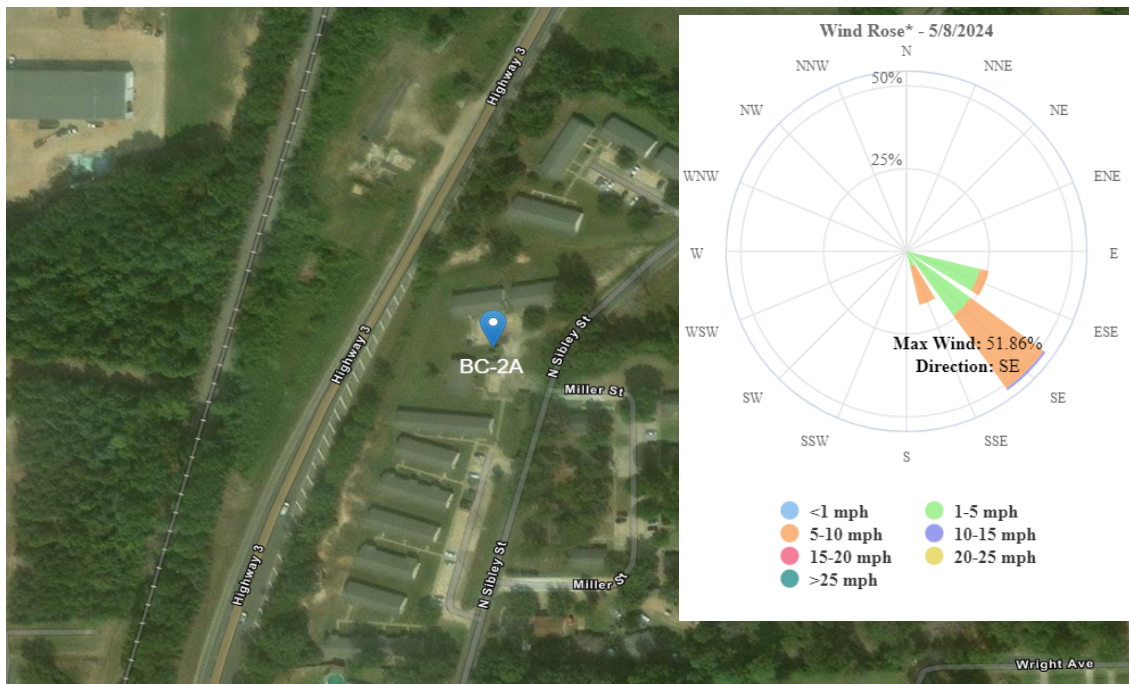 Highway 3
Highway 3
Highway 3
BC-2A
N Sibley St
Miller St
N Sibley St
Miller St
Wright Ave
Wind Rose* - 5/8/2024
N
NNW
NNE
50%
NW
NE
25%
WNW
ENE
W
E
WSW
ESE
Max Wind: 51.86%
Direction: SE
SW
SE
SSW
SSE
S
<1 mph
1-5 mph
5-10 mph
10-15 mph
15-20 mph
20-25 mph
>25 mph